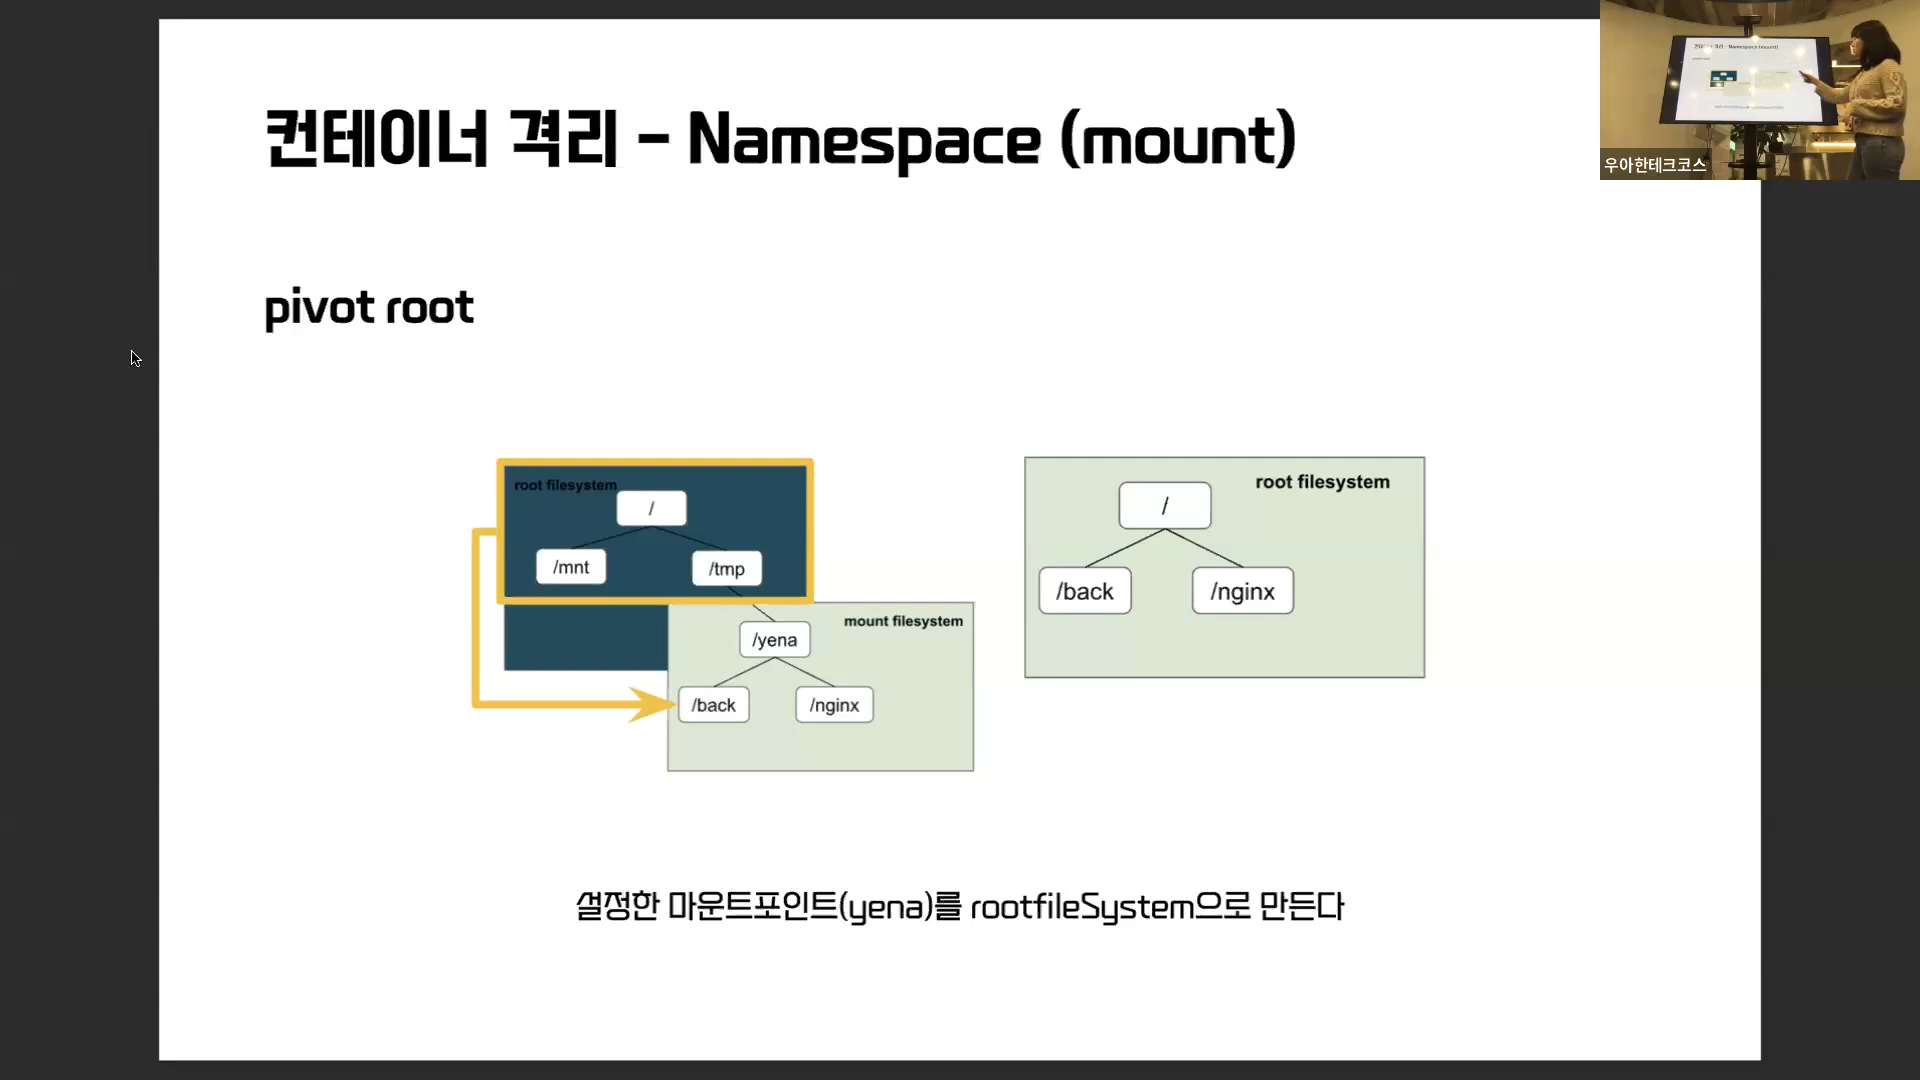 컨테이너 격리 - Namespace (mount)
우아한테크코스
pivot root
root filesystem
/
/mnt
/tmp
mount filesystem
/yena
/back
/nginx
root filesystem
/
/back
/nginx
설정한 마운트포인트(yena)를 rootfileSystem으로 만든다